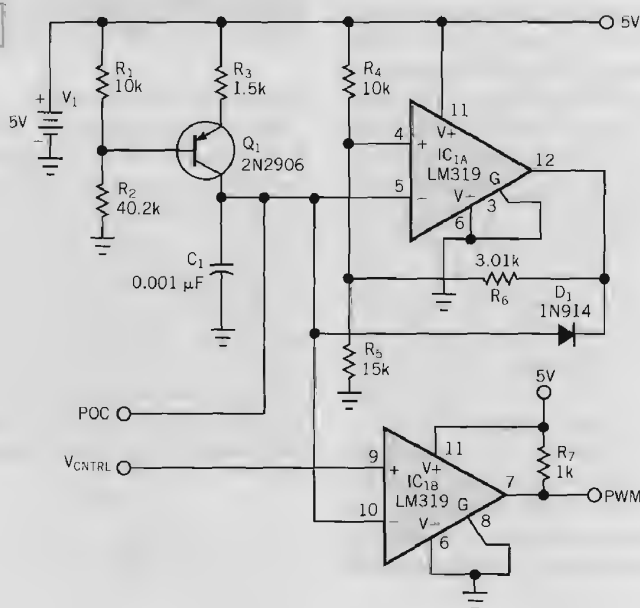 5V
R1
10k
R3
1.5k
R4
10k
+
V1
5V
-
Q1
2N2906
R2
40.2k
C1
0.001 µF
11
V+
4
+
IC1A
LM319
12
5
-
V-
G
6
3
3.01k
R6
D1
1N914
R5
15k
5V
POC
VCNTRL
9
+
11
V+
IC1B
LM319
R7
1k
7
PWM
10
-
V-
G
6
8